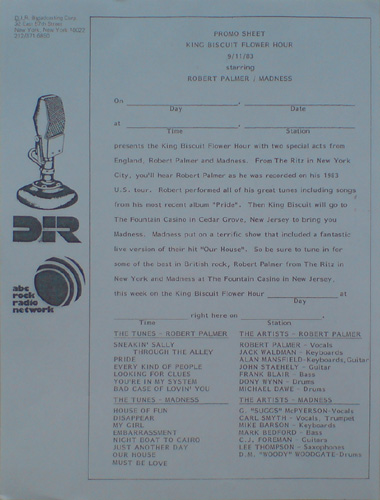 D.I.R. Broadcasting Corp.
32 East 57th Street
New York, New York 10022
PROMO SHEET
KING BISCUIT FLOWER HOUR
9/11/83
starring
ROBERT PALMER / MADNESS
On ,
Day Date
at ,
Time Station
presents the King Biscuit Flower Hour with two special acts from
England, Robert Palmer and Madness. From The Ritz in New York
City, you'll hear Robert Palmer as he was recorded on his 1983
U.S. tour. Robert performed all of his great tunes including songs
from his most recent album "Pride". Then King Biscuit will go to
The Fountain Casino in Cedar Grove, New Jersey to bring you
Madness. Madness put on a terrific show that included a fantastic
live version of their hit "Our House". So be sure to tune in for
some of the best in British rock, Robert Palmer from The Ritz in
New York and Madness at The Fountain Casino in New Jersey,
this week on the King Biscuit Flower Hour at
Day
right here on .
Time Station
DIR
abc
rock
radio
network
THE TUNES - ROBERT PALMER
SNEAKIN' SALLY
THROUGH THE ALLEY
PRIDE
EVERY KIND OF PEOPLE
LOOKING FOR CLUES
YOU'RE IN MY SYSTEM
BAD CASE OF LOVIN' YOU
THE TUNES - MADNESS
HOUSE OF FUN
DISAPPEAR
MY GIRL
EMBARRASSMENT
NIGHT BOAT TO CAIRO
JUST ANOTHER DAY
OUR HOUSE
MUST BE LOVE
THE ARTISTS - ROBERT PALMER
ROBERT PALMER - Vocals
JACK WALDMAN - Keyboards
ALAN MANSFIELD - Keyboards, Guitar
JOHN STAEHELY - Guitar
FRANK BLAIR - Bass
DONY WYNN - Drums
MICHAEL DAWE - Drums
THE ARTISTS - MADNESS
G. "SUGGS" McPYERSON-Vocals
CARL SMYTH - Vocals, Trumpet
MIKE BARSON - Keyboards
MARK BEDFORD - Bass
C.J. FOREMAN - Guitars
LEE THOMPSON - Saxophones
D.M. "WOODY" WOODGATE-Drums